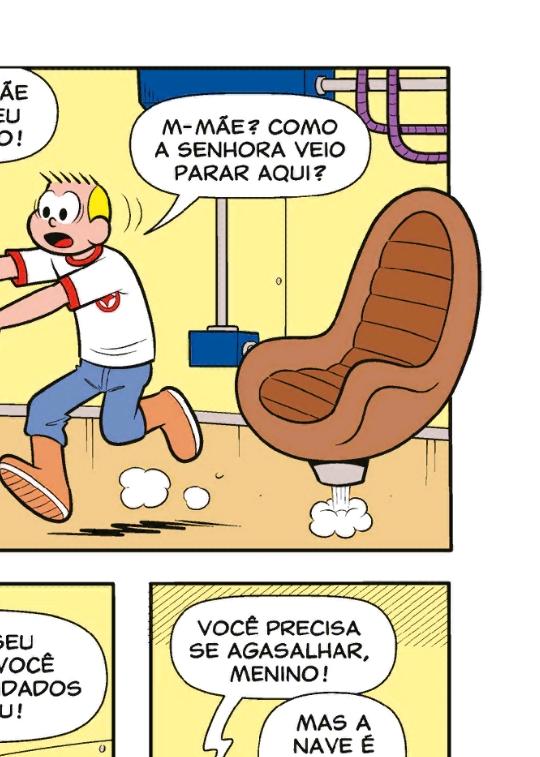 ÃE
EU
O!
M-MÃE? COMO
A SENHORA VEIO
PARAR AQUI?
SEU
VOCÊ
DADOS
U!
VOCÊ PRECISA
SE AGASALHAR,
MENINO!
MAS A
NAVE É